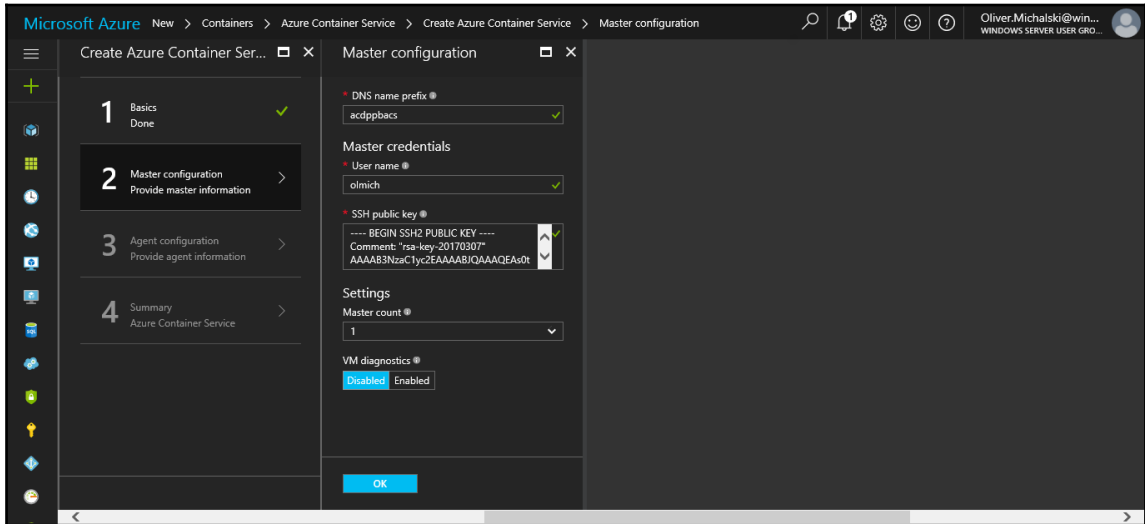 Microsoft Azure New > Containers > Azure Container Service > Create Azure Container Service > Master configuration
1
Oliver.Michalski@win...
WINDOWS SERVER USER GRO...
Create Azure Container Ser...
1
Basics
Done
2
Master configuration
Provide master information
3
Agent configuration
Provide agent information
4
Summary
Azure Container Service
Master configuration
* DNS name prefix
acdppbacs
Master credentials
* User name
olmich
* SSH public key
---- BEGIN SSH2 PUBLIC KEY ----
Comment: "rsa-key-20170307"
AAAAB3NzaC1yc2EAAAABJQAAAQEAs0t
Settings
Master count
1
VM diagnostics
Disabled Enabled
OK
SQL